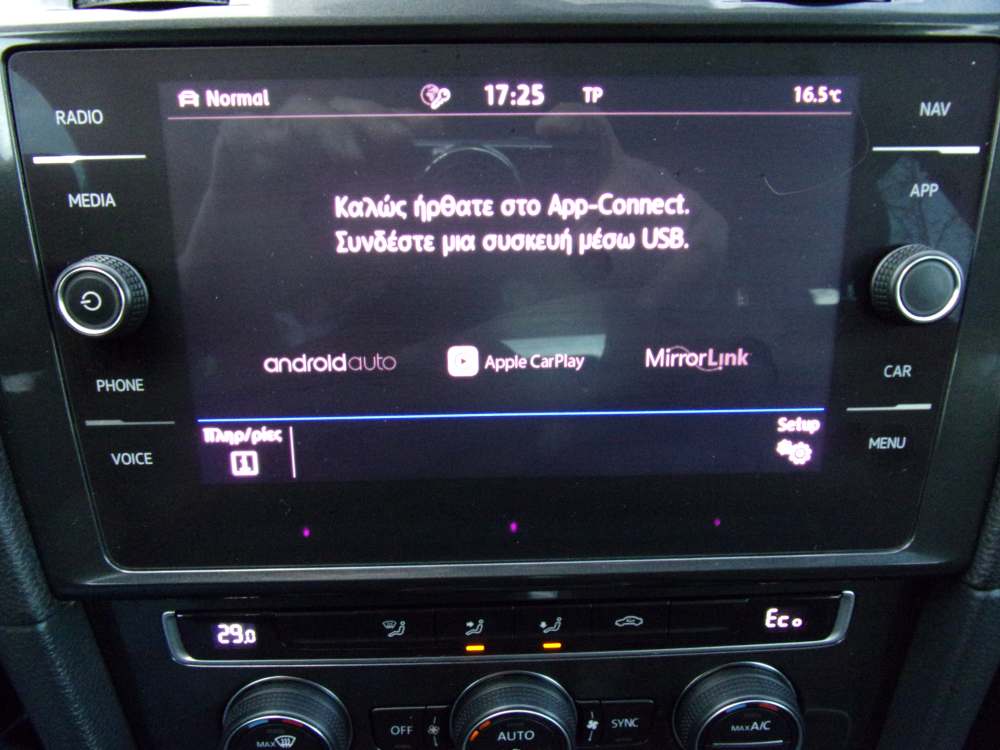 Normal 17:25 TP 16.5°C
RADIO
NAV
MEDIA
APP
Καλώς ήρθατε στο App-Connect.
Συνδέστε μια συσκευή μέσω USB.
androidauto Apple CarPlay MirrorLink
PHONE
CAR
VOICE
MENU
Πληρ/ρίες
Setup
29.0
Eco
OFF
AUTO
SYNC
MAX
MAX A/C